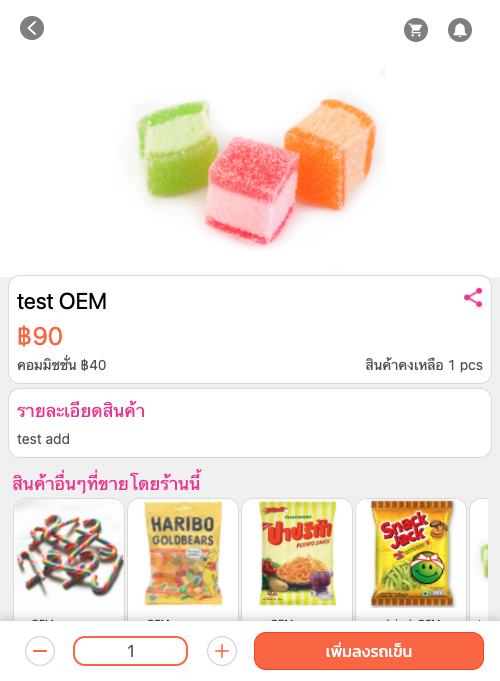 test OEM
฿90
คอมมิชชั่น ฿40
สินค้าคงเหลือ 1 pcs
รายละเอียดสินค้า
test add
สินค้าอื่นๆที่ขายโดยร้านนี้
HARIBO
GOLDBEARS
ปาปริก้า
POTATO STICK
Snack
Jack
1
เพิ่มลงรถเข็น